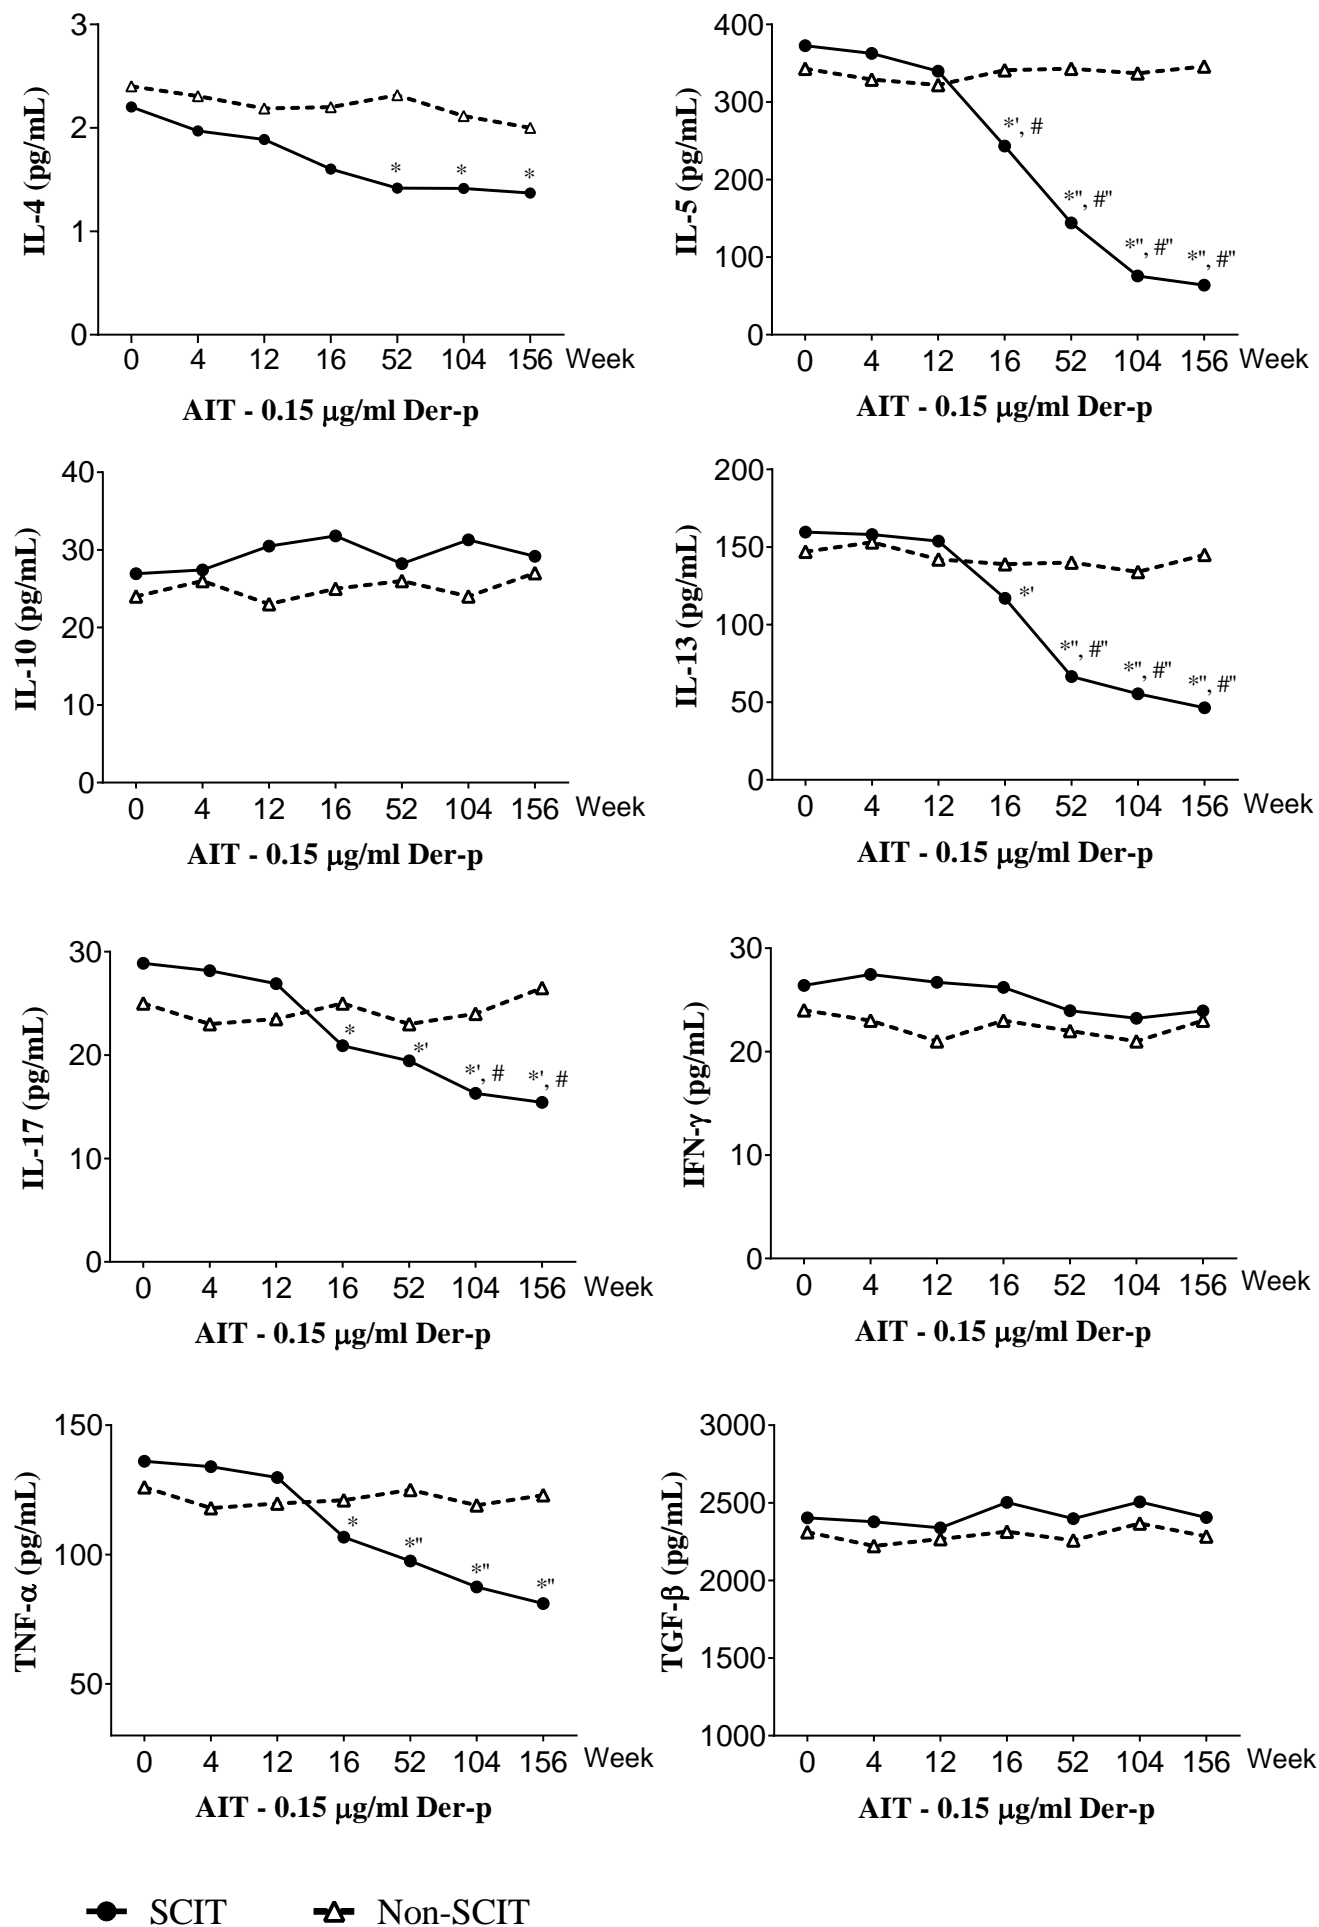 IL-4 (pg/mL)
3
2
1
0
*
*
*
0 4 12 16 52 104 156 Week
AIT - 0.15 μg/ml Der-p
IL-5 (pg/mL)
400
300
200
100
0
*', #
*'', #''
*'', #''
*'', #''
0 4 12 16 52 104 156 Week
AIT - 0.15 μg/ml Der-p
IL-10 (pg/mL)
40
30
20
10
0
0 4 12 16 52 104 156 Week
AIT - 0.15 μg/ml Der-p
IL-13 (pg/mL)
200
150
100
50
0
*'
*'', #''
*'', #''
*'', #''
0 4 12 16 52 104 156 Week
AIT - 0.15 μg/ml Der-p
IL-17 (pg/mL)
30
20
10
0
*
*'
*', #
*', #
0 4 12 16 52 104 156 Week
AIT - 0.15 μg/ml Der-p
IFN-γ (pg/mL)
30
20
10
0
0 4 12 16 52 104 156 Week
AIT - 0.15 μg/ml Der-p
TNF-α (pg/mL)
150
100
50
*
*''
*''
*''
0 4 12 16 52 104 156 Week
AIT - 0.15 μg/ml Der-p
TGF-β (pg/mL)
3000
2500
2000
1500
1000
0 4 12 16 52 104 156 Week
AIT - 0.15 μg/ml Der-p
SCIT Non-SCIT